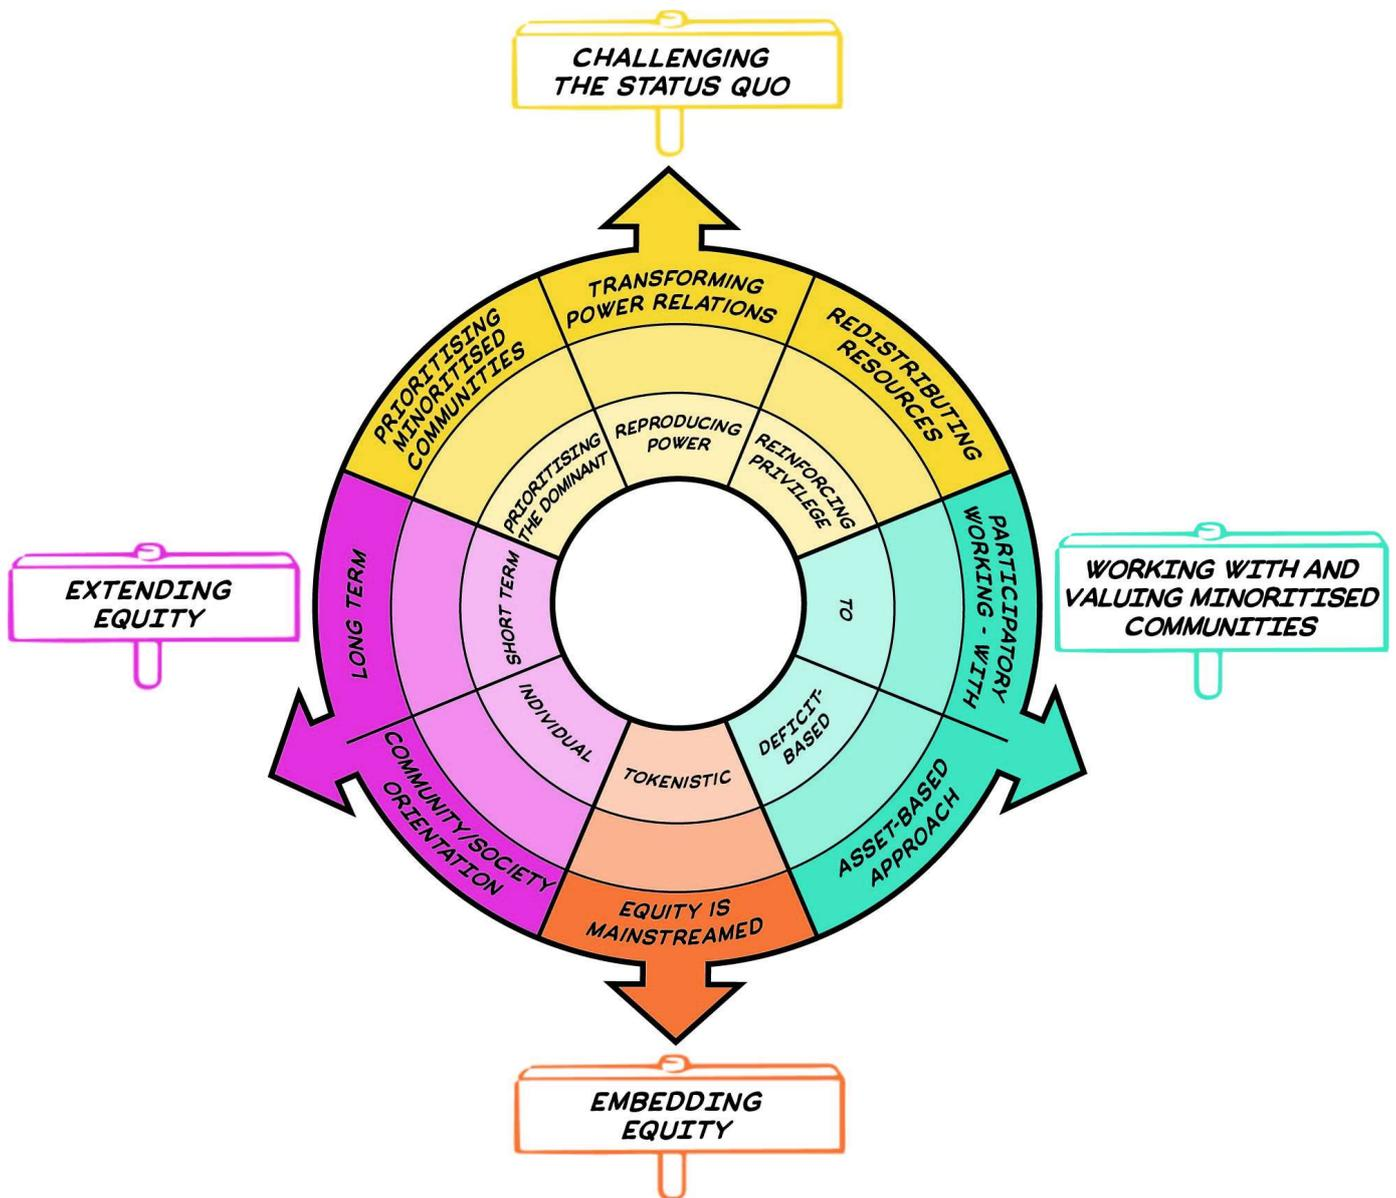 CHALLENGING
THE STATUS QUO
TRANSFORMING
POWER RELATIONS
PRIORITISING
MINORITISED
COMMUNITIES
REDISTRIBUTING
RESOURCES
PRIORITISING
THE DOMINANT
REPRODUCING
POWER
REINFORCING
PRIVILEGE
EXTENDING
EQUITY
LONG TERM
SHORT TERM
TO
PARTICIPATORY
WORKING - WITH
WORKING WITH AND
VALUING MINORITISED
COMMUNITIES
COMMUNITY/SOCIETY
ORIENTATION
INDIVIDUAL
TOKENISTIC
DEFICIT-
BASED
ASSET-BASED
APPROACH
EQUITY IS
MAINSTREAMED
EMBEDDING
EQUITY